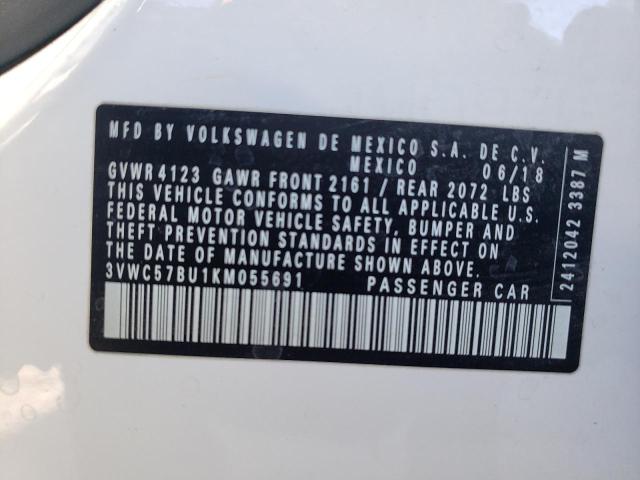 MFD BY VOLKSWAGEN DE MEXICO S.A. DE C.V.
MEXICO 06/18
GVWR 4123 GAWR FRONT 2161 / REAR 2072 LBS
THIS VEHICLE CONFORMS TO ALL APPLICABLE U.S.
FEDERAL MOTOR VEHICLE SAFETY, BUMPER AND
THEFT PREVENTION STANDARDS IN EFFECT ON
THE DATE OF MANUFACTURE SHOWN ABOVE.
3VWC57BU1KM055691 PASSENGER CAR
2412042 3387 M